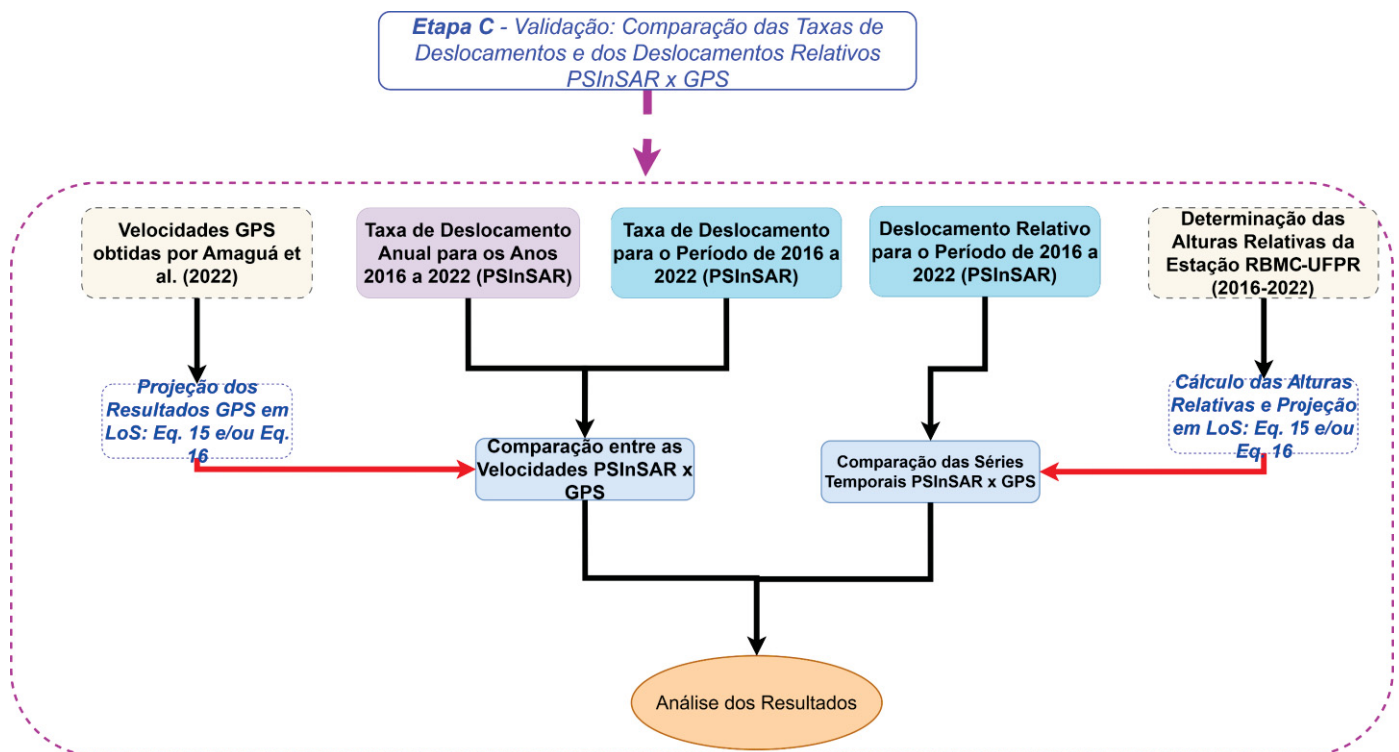 Etapa C - Validação: Comparação das Taxas de
Deslocamentos e dos Deslocamentos Relativos
PSInSAR x GPS
Velocidades GPS
obtidas por Amaguá et
al. (2022)
Taxa de Deslocamento
Anual para os Anos
2016 a 2022 (PSInSAR)
Taxa de Deslocamento
para o Período de 2016 a
2022 (PSInSAR)
Deslocamento Relativo
para o Período de 2016 a
2022 (PSInSAR)
Determinação das
Alturas Relativas da
Estação RBMC-UFPR
(2016-2022)
Projeção dos
Resultados GPS em
LoS: Eq. 15 e/ou Eq.
16
Comparação entre as
Velocidades PSInSAR x
GPS
Comparação das Séries
Temporais PSInSAR x GPS
Cálculo das Alturas
Relativas e Projeção
em LoS: Eq. 15 e/ou
Eq. 16
Análise dos Resultados